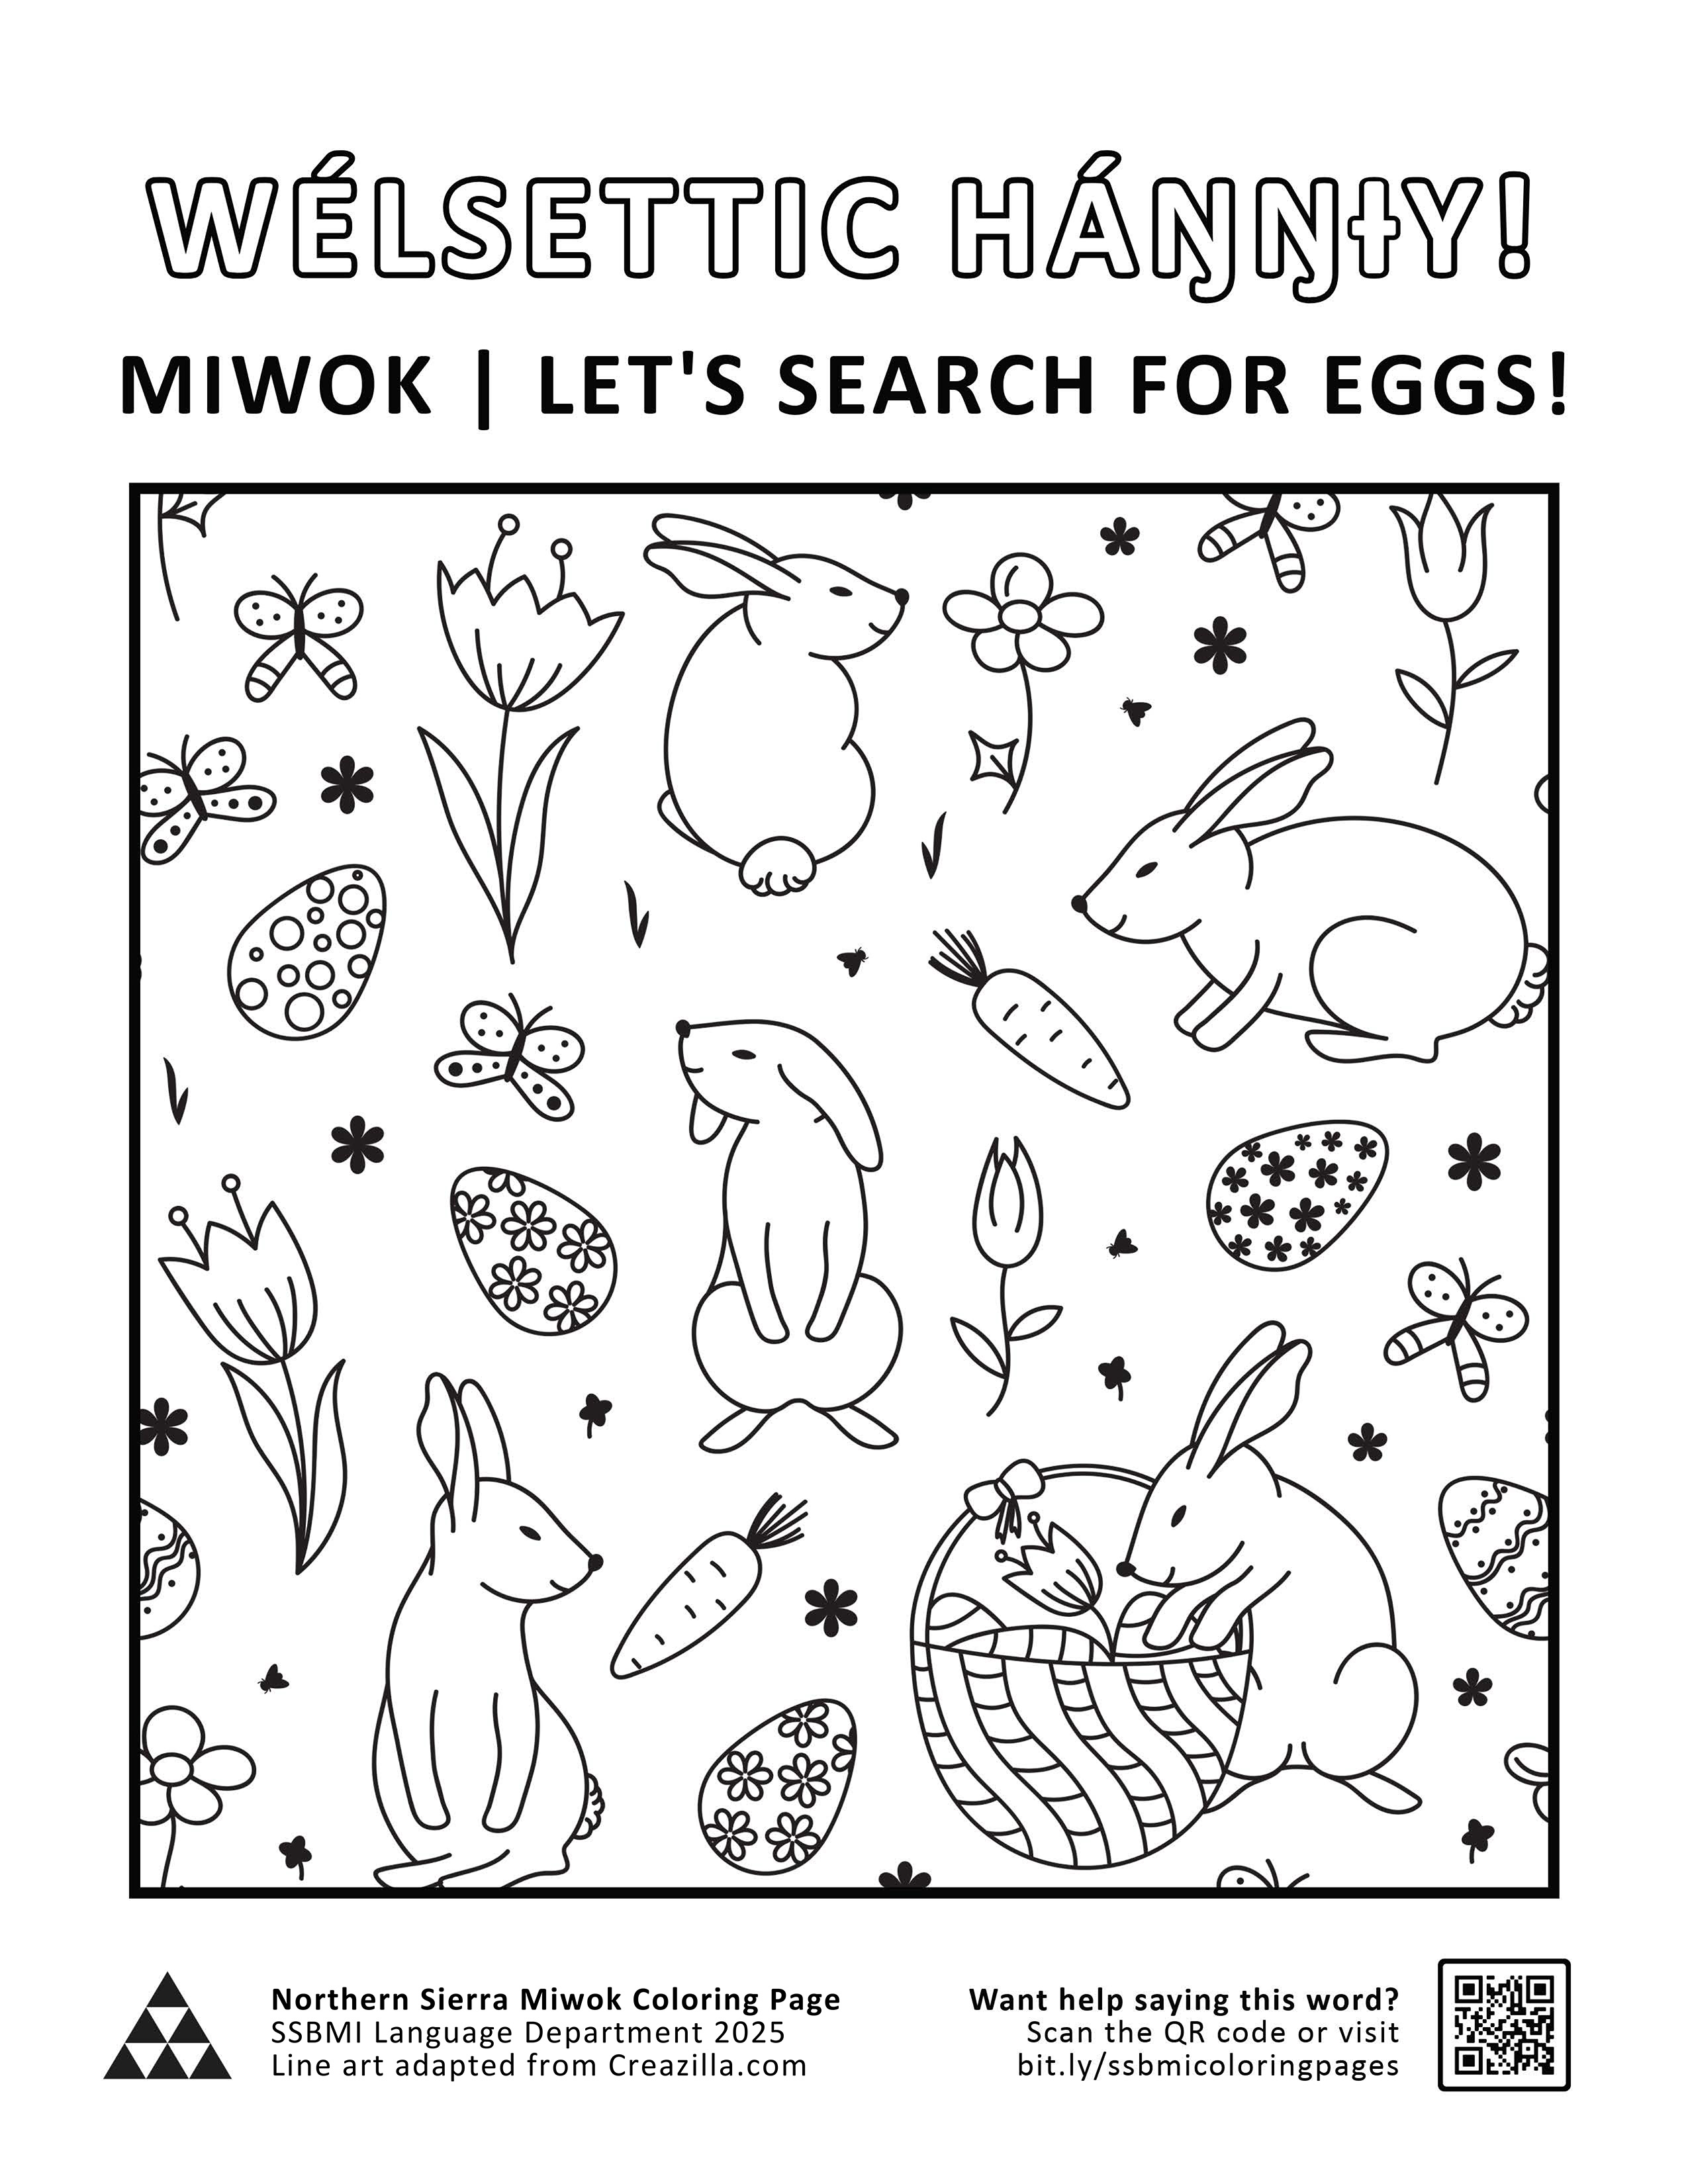 WÉLSETTIC HÁŊŊɨY!
MIWOK | LET'S SEARCH FOR EGGS!
Northern Sierra Miwok Coloring Page
SSBMI Language Department 2025
Line art adapted from Creazilla.com
Want help saying this word?
Scan the QR code or visit
bit.ly/ssbmicoloringpages